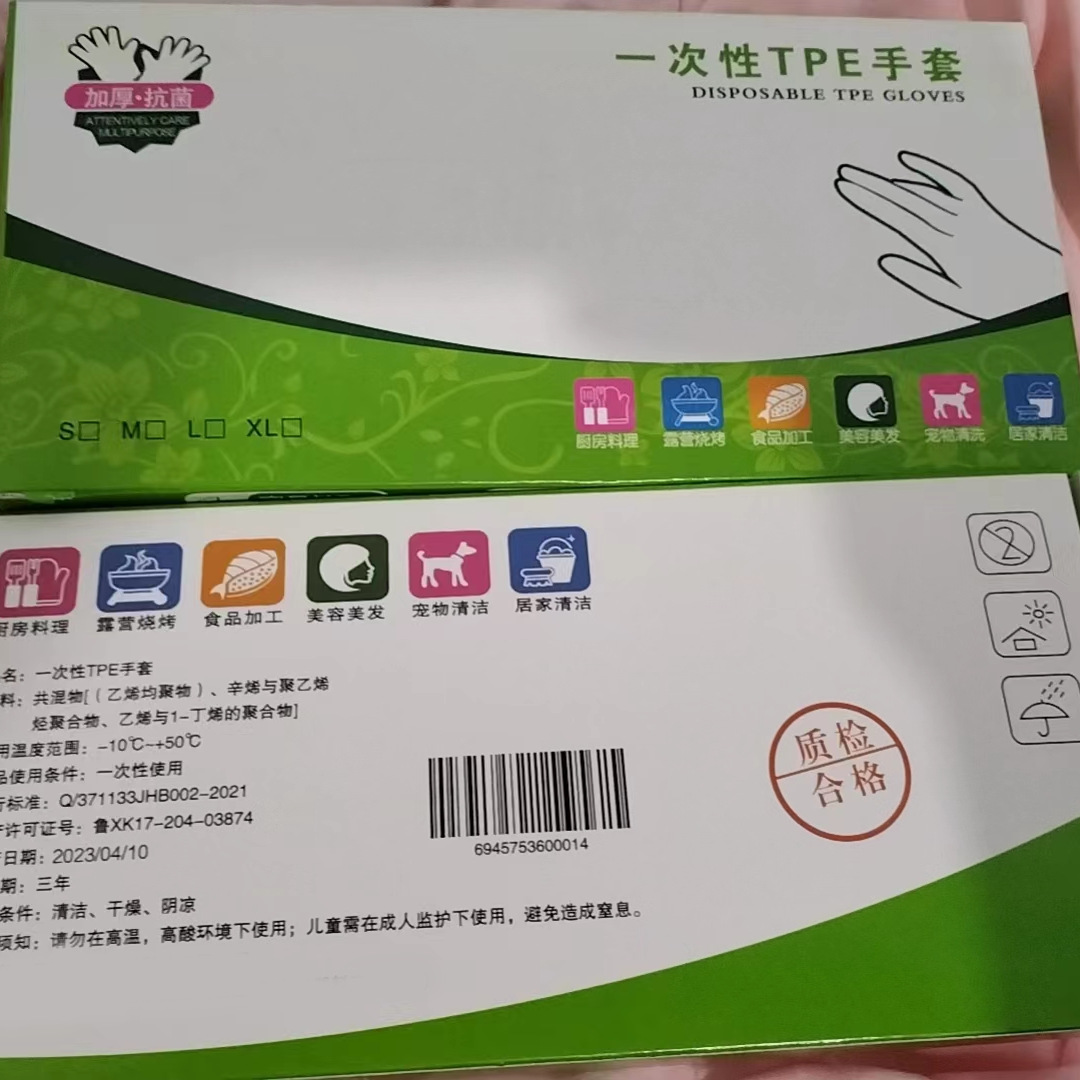 加厚·抗菌
ATTENTIVELY CARE
MULTIPURPOSE
一次性TPE手套
DISPOSABLE TPE GLOVES
S□ M□ L□ XL□
厨房料理 露营烧烤 食品加工 美容美发 宠物清洗 居家清洁
厨房料理 露营烧烤 食品加工 美容美发 宠物清洁 居家清洁
名：一次性TPE手套
料：共混物[（乙烯均聚物）、辛烯与聚乙烯
烃聚合物、乙烯与1-丁烯的聚合物]
用温度范围：-10℃~+50℃
品使用条件：一次性使用
行标准：Q/371133JHB002-2021
许可证号：鲁XK17-204-03874
日期：2023/04/10
期：三年
条件：清洁、干燥、阴凉
须知：请勿在高温，高酸环境下使用；儿童需在成人监护下使用，避免造成窒息。
6945753600014
质检
合格
2